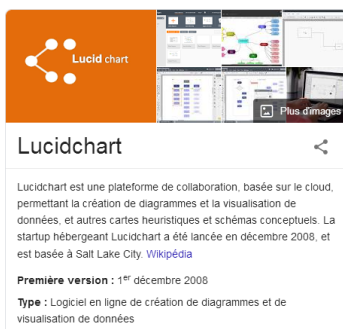 Lucid chart
Plus d'images
Lucidchart
Lucidchart est une plateforme de collaboration, basée sur le cloud,
permettant la création de diagrammes et la visualisation de
données, et autres cartes heuristiques et schémas conceptuels. La
startup hébergeant Lucidchart a été lancée en décembre 2008, et
est basée à Salt Lake City. Wikipédia
Première version : 1er décembre 2008
Type : Logiciel en ligne de création de diagrammes et de
visualisation de données